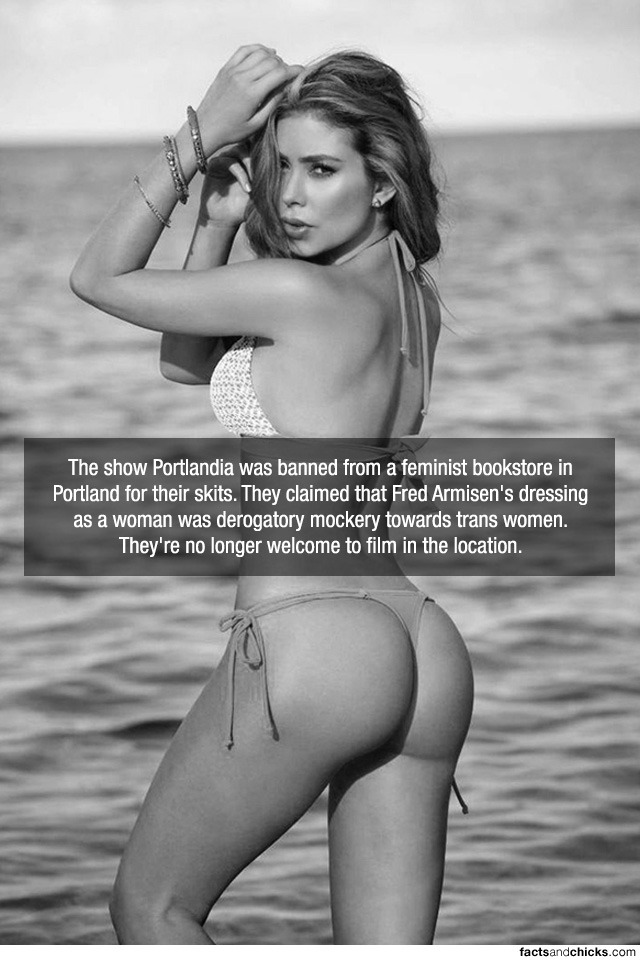 The show Portlandia was banned from a feminist bookstore in
Portland for their skits. They claimed that Fred Armisen's dressing
as a woman was derogatory mockery towards trans women.
They're no longer welcome to film in the location.
factsandchicks.com